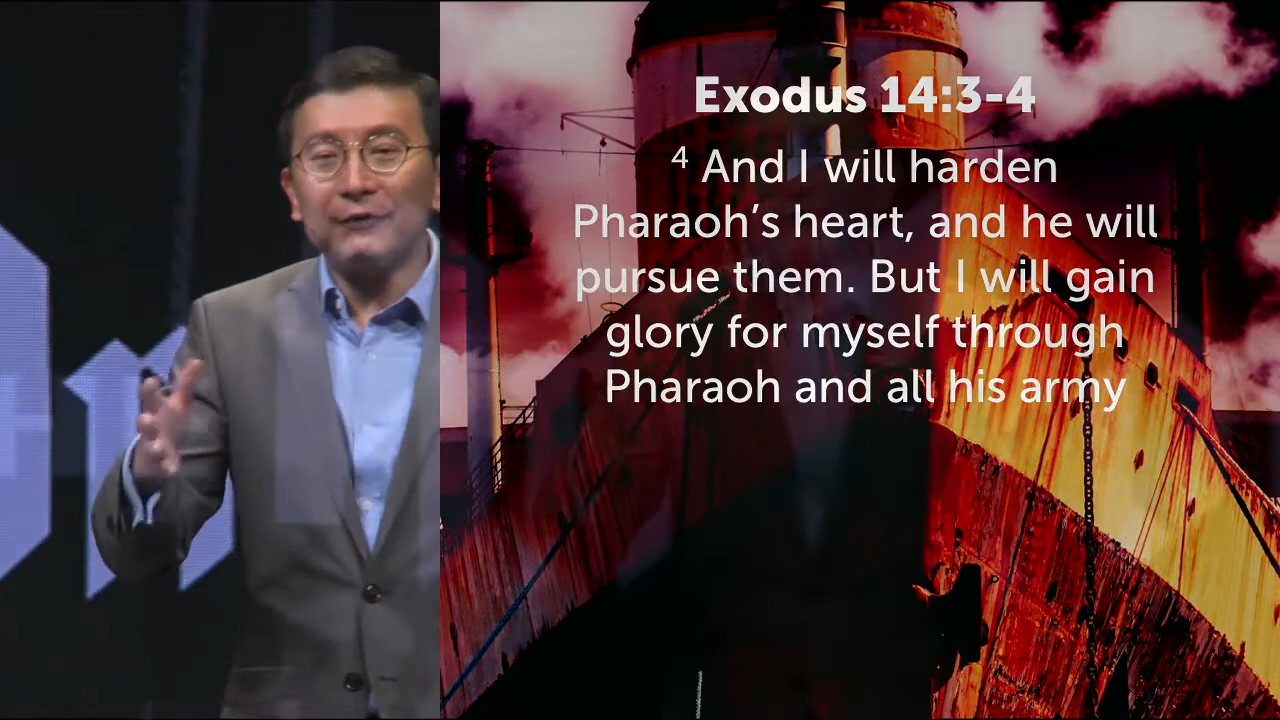 Exodus 14:3-4
⁴ And I will harden
Pharaoh’s heart, and he will
pursue them. But I will gain
glory for myself through
Pharaoh and all his army